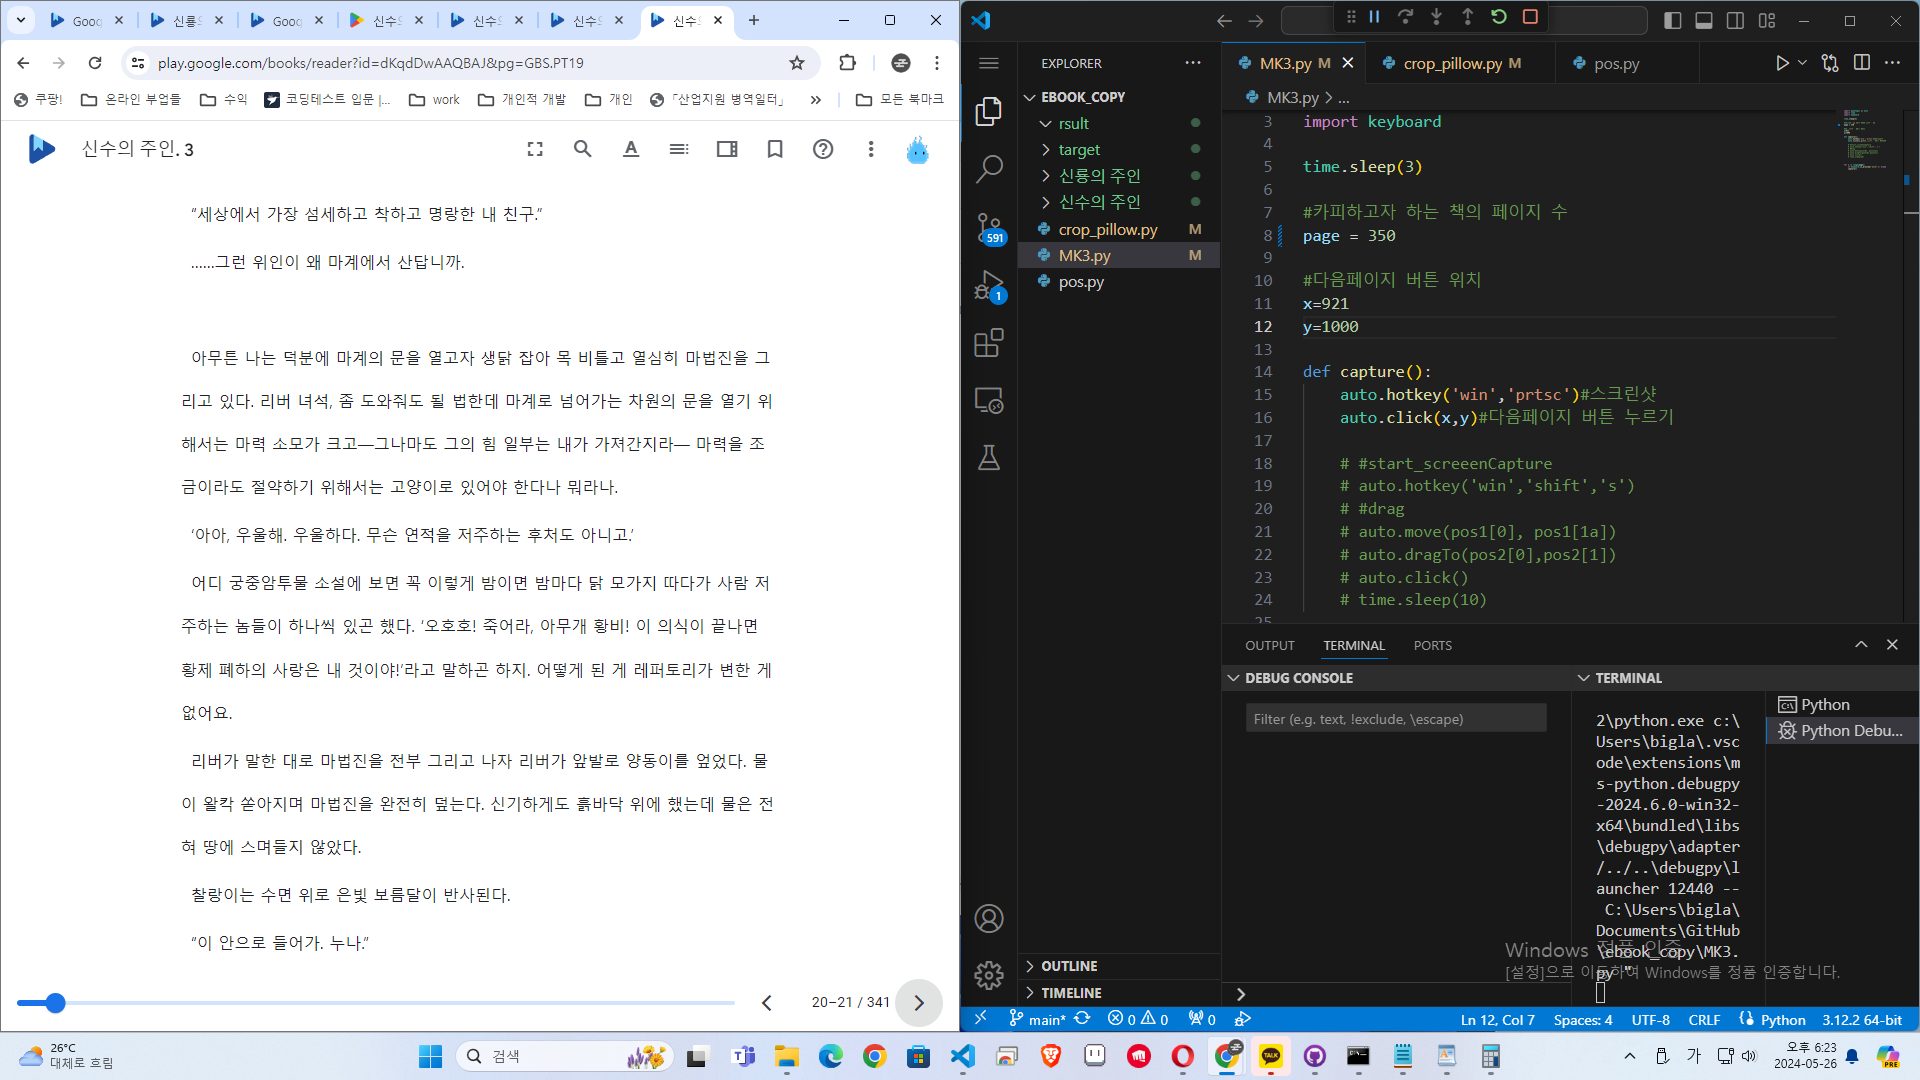 Goog
신룡의
Goog
신수의
신수의
신수의
신수의
play.google.com/books/reader?id=dKqdDwAAQBAJ&pg=GBS.PT19
쿠팡!
온라인 부업들
수익
코딩테스트 입문 |...
work
개인적 개발
개인
「산업지원 병역일터」
»
모든 북마크
신수의 주인. 3
"세상에서 가장 섬세하고 착하고 명랑한 내 친구."
……그런 위인이 왜 마계에서 산답니까.
아무튼 나는 덕분에 마계의 문을 열고자 생닭 잡아 목 비틀고 열심히 마법진을 그
리고 있다. 리버 녀석, 좀 도와줘도 될 법한데 마계로 넘어가는 차원의 문을 열기 위
해서는 마력 소모가 크고—그나마도 그의 힘 일부는 내가 가져간지라— 마력을 조
금이라도 절약하기 위해서는 고양이로 있어야 한다나 뭐라나.
'아아, 우울해. 우울하다. 무슨 연적을 저주하는 후처도 아니고.'
어디 궁중암투물 소설에 보면 꼭 이렇게 밤이면 밤마다 닭 모가지 따다가 사람 저
주하는 놈들이 하나씩 있곤 했다. '오호호! 죽어라, 아무개 황비! 이 의식이 끝나면
황제 폐하의 사랑은 내 것이야!'라고 말하곤 하지. 어떻게 된 게 레퍼토리가 변한 게
없어요.
리버가 말한 대로 마법진을 전부 그리고 나자 리버가 앞발로 양동이를 엎었다. 물
이 왈칵 쏟아지며 마법진을 완전히 덮는다. 신기하게도 흙바닥 위에 했는데 물은 전
혀 땅에 스며들지 않았다.
찰랑이는 수면 위로 은빛 보름달이 반사된다.
"이 안으로 들어가. 누나."
20–21 / 341
EXPLORER
EBOOK_COPY
rsult
target
신룡의 주인
신수의 주인
crop_pillow.py M
MK3.py M
pos.py
591
1
OUTLINE
TIMELINE
MK3.py M
crop_pillow.py M
pos.py
MK3.py > ...
3 import keyboard
4
5 time.sleep(3)
6
7 #카피하고자 하는 책의 페이지 수
8 page = 350
9
10 #다음페이지 버튼 위치
11 x=921
12 y=1000
13
14 def capture():
15 auto.hotkey('win','prtsc')#스크린샷
16 auto.click(x,y)#다음페이지 버튼 누르기
17
18 # #start_screeenCapture
19 # auto.hotkey('win','shift','s')
20 # #drag
21 # auto.move(pos1[0], pos1[1a])
22 # auto.dragTo(pos2[0],pos2[1])
23 # auto.click()
24 # time.sleep(10)
25
OUTPUT
TERMINAL
PORTS
DEBUG CONSOLE
Filter (e.g. text, !exclude, \escape)
TERMINAL
2\python.exe c:\
Users\bigla\.vsc
ode\extensions\m
s-python.debugpy
-2024.6.0-win32-
x64\bundled\libs
\debugpy\adapter
/../..\debugpy\l
auncher 12440 --
C:\Users\bigla\
Documents\GitHub
\ebook_copy\MK3.
py "
Python
Python Debu...
Windows 정품 인증
[설정]으로 이동하여 Windows를 정품 인증합니다.
main*
0
0
0
Ln 12, Col 7
Spaces: 4
UTF-8
CRLF
Python
3.12.2 64-bit
26°C
대체로 흐림
검색
TALK
가
오후 6:23
2024-05-26
PRE